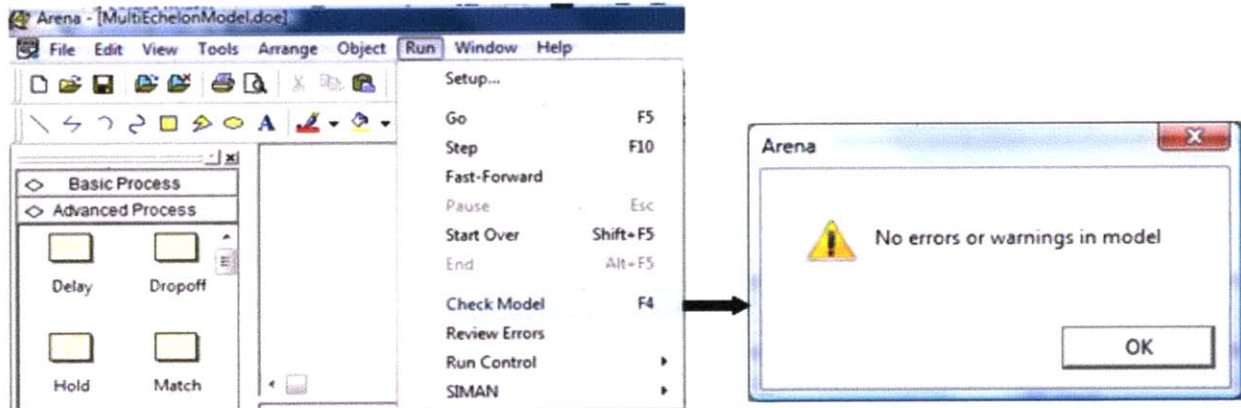 Arena - [MultiEchelonModel.doe]
File Edit View Tools Arrange Object Run Window Help
A
Basic Process
Advanced Process
Delay Dropoff
Hold Match
Setup...
Go F5
Step F10
Fast-Forward
Pause Esc
Start Over Shift+F5
End Alt+F5
Check Model F4
Review Errors
Run Control
SIMAN
Arena
No errors or warnings in model
OK